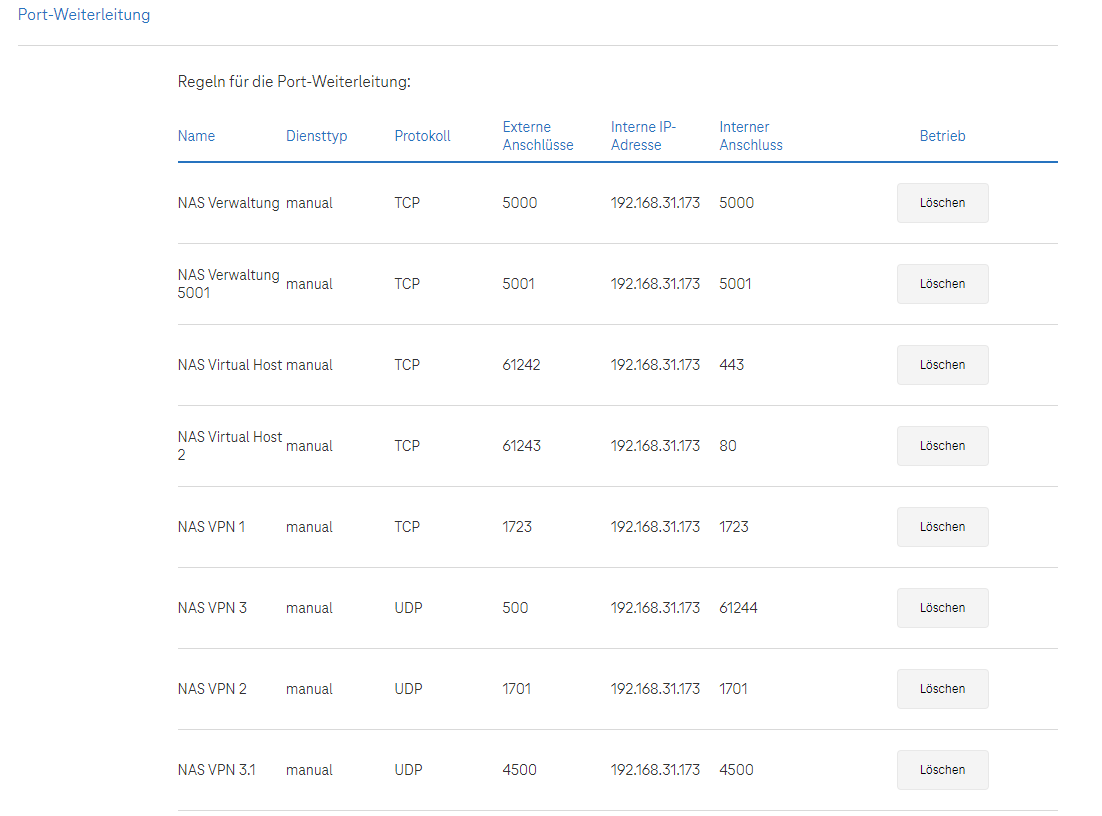 Port-Weiterleitung
Regeln für die Port-Weiterleitung:
Name Diensttyp Protokoll Externe Anschlüsse Interne IP-Adresse Interner Anschluss Betrieb
NAS Verwaltung manual TCP 5000 192.168.31.173 5000 Löschen
NAS Verwaltung 5001 manual TCP 5001 192.168.31.173 5001 Löschen
NAS Virtual Host manual TCP 61242 192.168.31.173 443 Löschen
NAS Virtual Host 2 manual TCP 61243 192.168.31.173 80 Löschen
NAS VPN 1 manual TCP 1723 192.168.31.173 1723 Löschen
NAS VPN 3 manual UDP 500 192.168.31.173 61244 Löschen
NAS VPN 2 manual UDP 1701 192.168.31.173 1701 Löschen
NAS VPN 3.1 manual UDP 4500 192.168.31.173 4500 Löschen